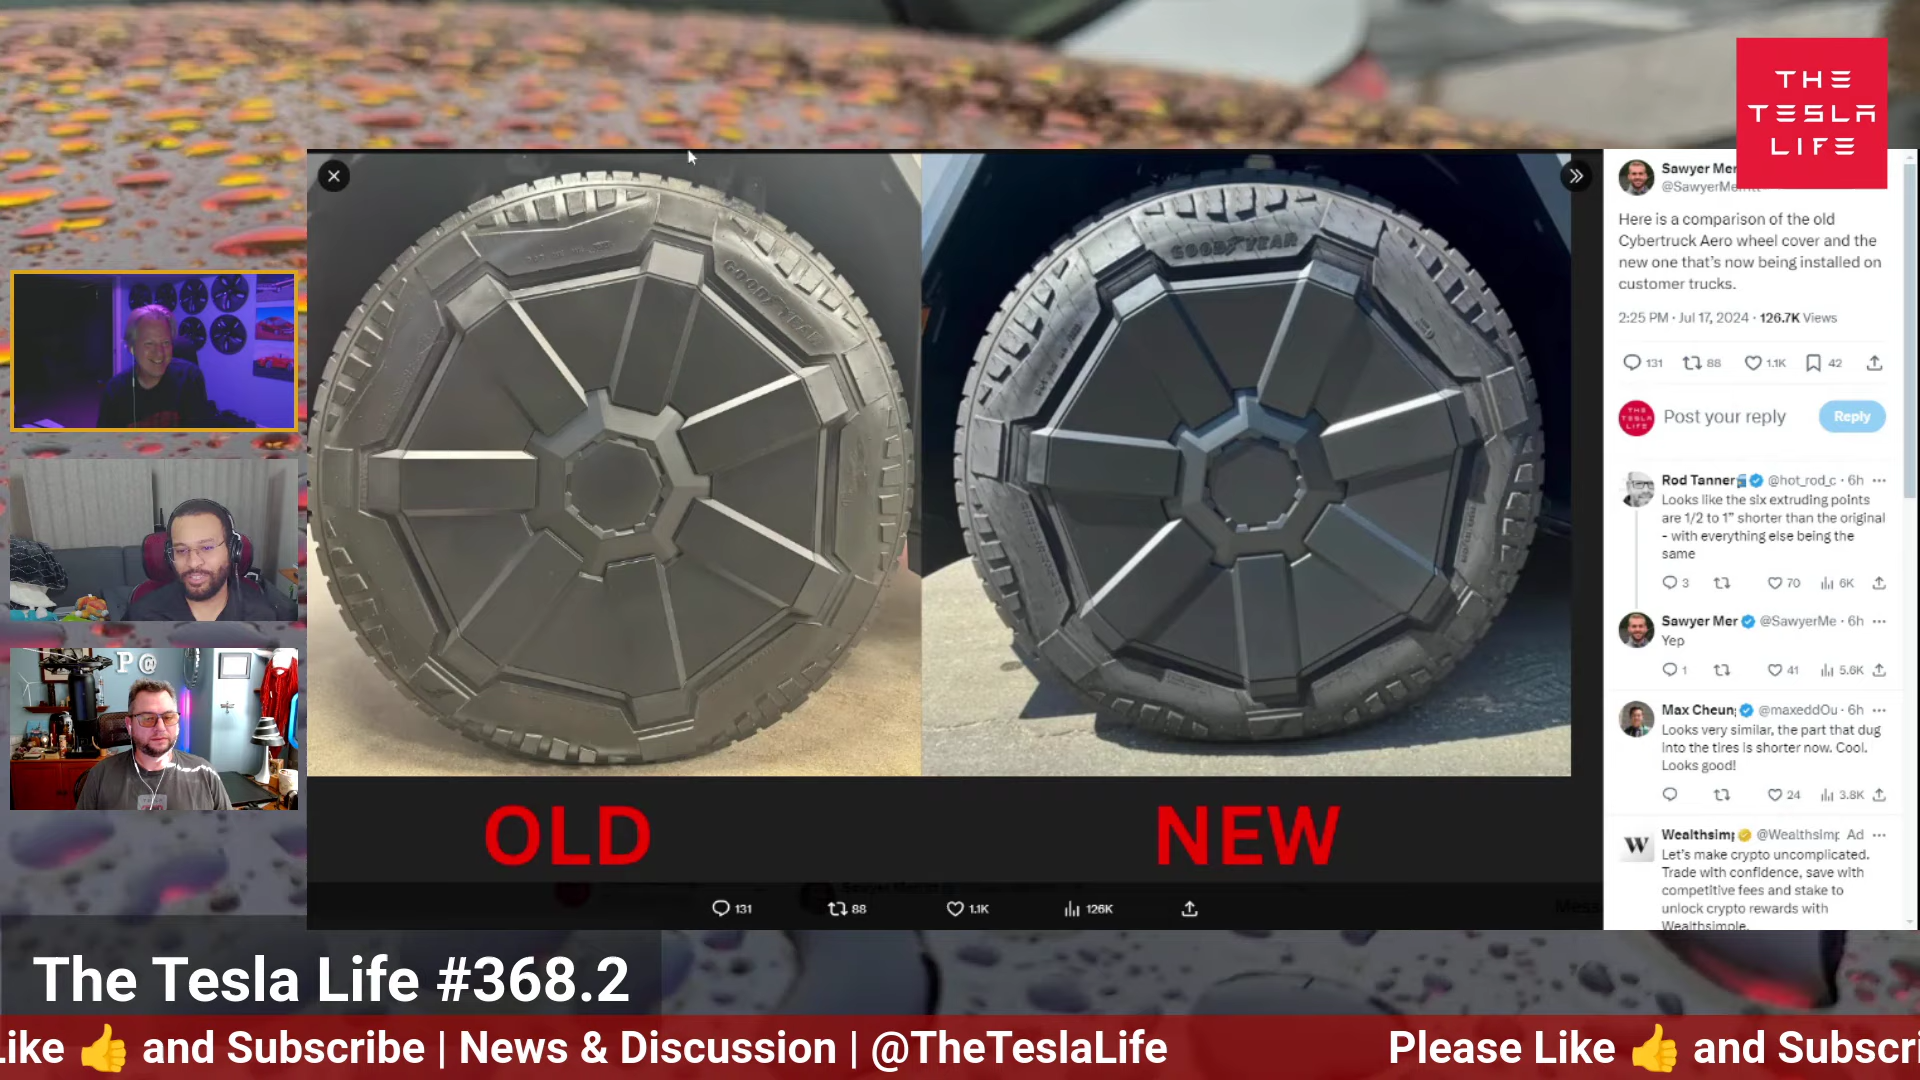 THE
TESLA
LIFE
GOODYEAR
GOODYEAR
Sawyer Mer
Here is a comparison of the old
Cybertruck Aero wheel cover and the
new one that's now being installed on
customer trucks.
2:25 PM · Jul 17, 2024 · 126.7K Views
131 88 1.1K 42
THE
TESLA
LIFE
Post your reply
Reply
Rod Tanner @hot_rod_c · 6h ···
Looks like the six extruding points
are 1/2 to 1" shorter than the original
- with everything else being the
same
3 70 6K
Sawyer Mer @SawyerMe · 6h ···
Yep
1 41 5.6K
Max Cheun @maxeddOu · 6h ···
Looks very similar, the part that dug
into the tires is shorter now. Cool.
Looks good!
24 3.8K
W
Wealthsim @Wealthsimp Ad ···
Let's make crypto uncomplicated.
Trade with confidence, save with
competitive fees and stake to
unlock crypto rewards with
Wealthsimple.
P@
OLD
NEW
131 88 1.1K 126K
The Tesla Life #368.2
Like 👍 and Subscribe | News & Discussion | @TheTeslaLife Please Like 👍 and Subscri